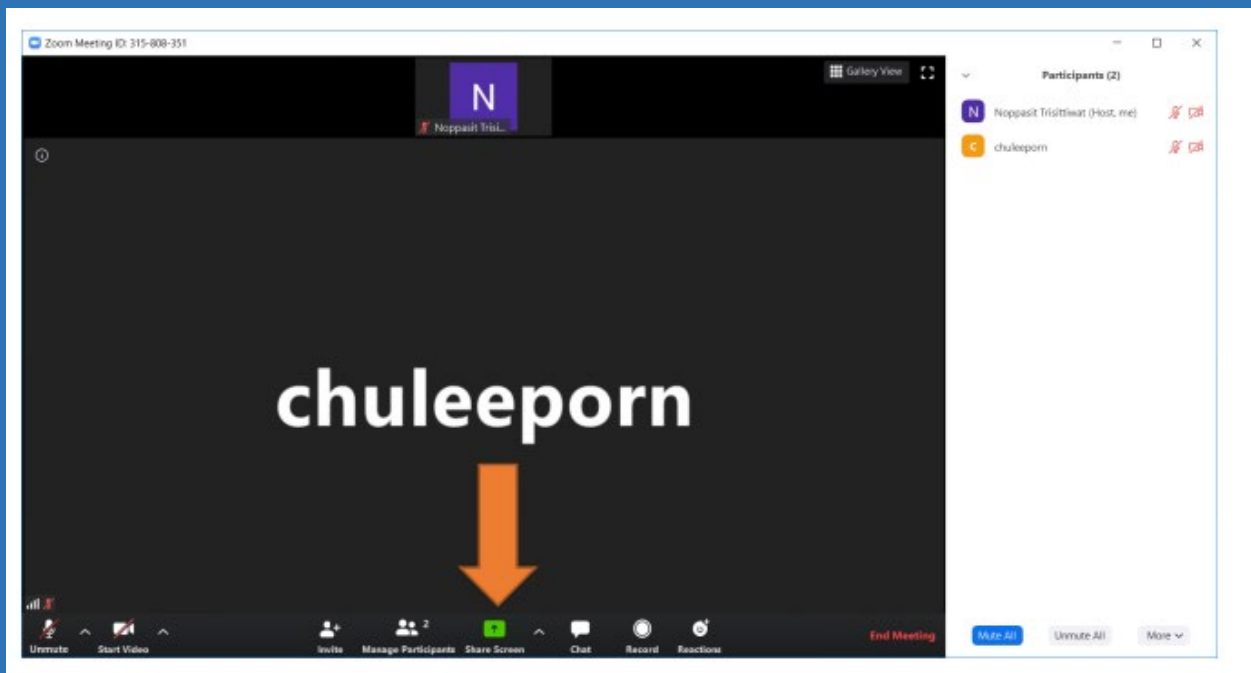 Zoom Meeting ID: 315-808-351
Gallery View
N
Noppasit Trisi...
chuleeporn
Unmute
Start Video
Invite
2
Manage Participants
Share Screen
Chat
Record
Reactions
End Meeting
Participants (2)
N Noppasit Trisittiwat (Host, me)
C chuleeporn
Mute All Unmute All More